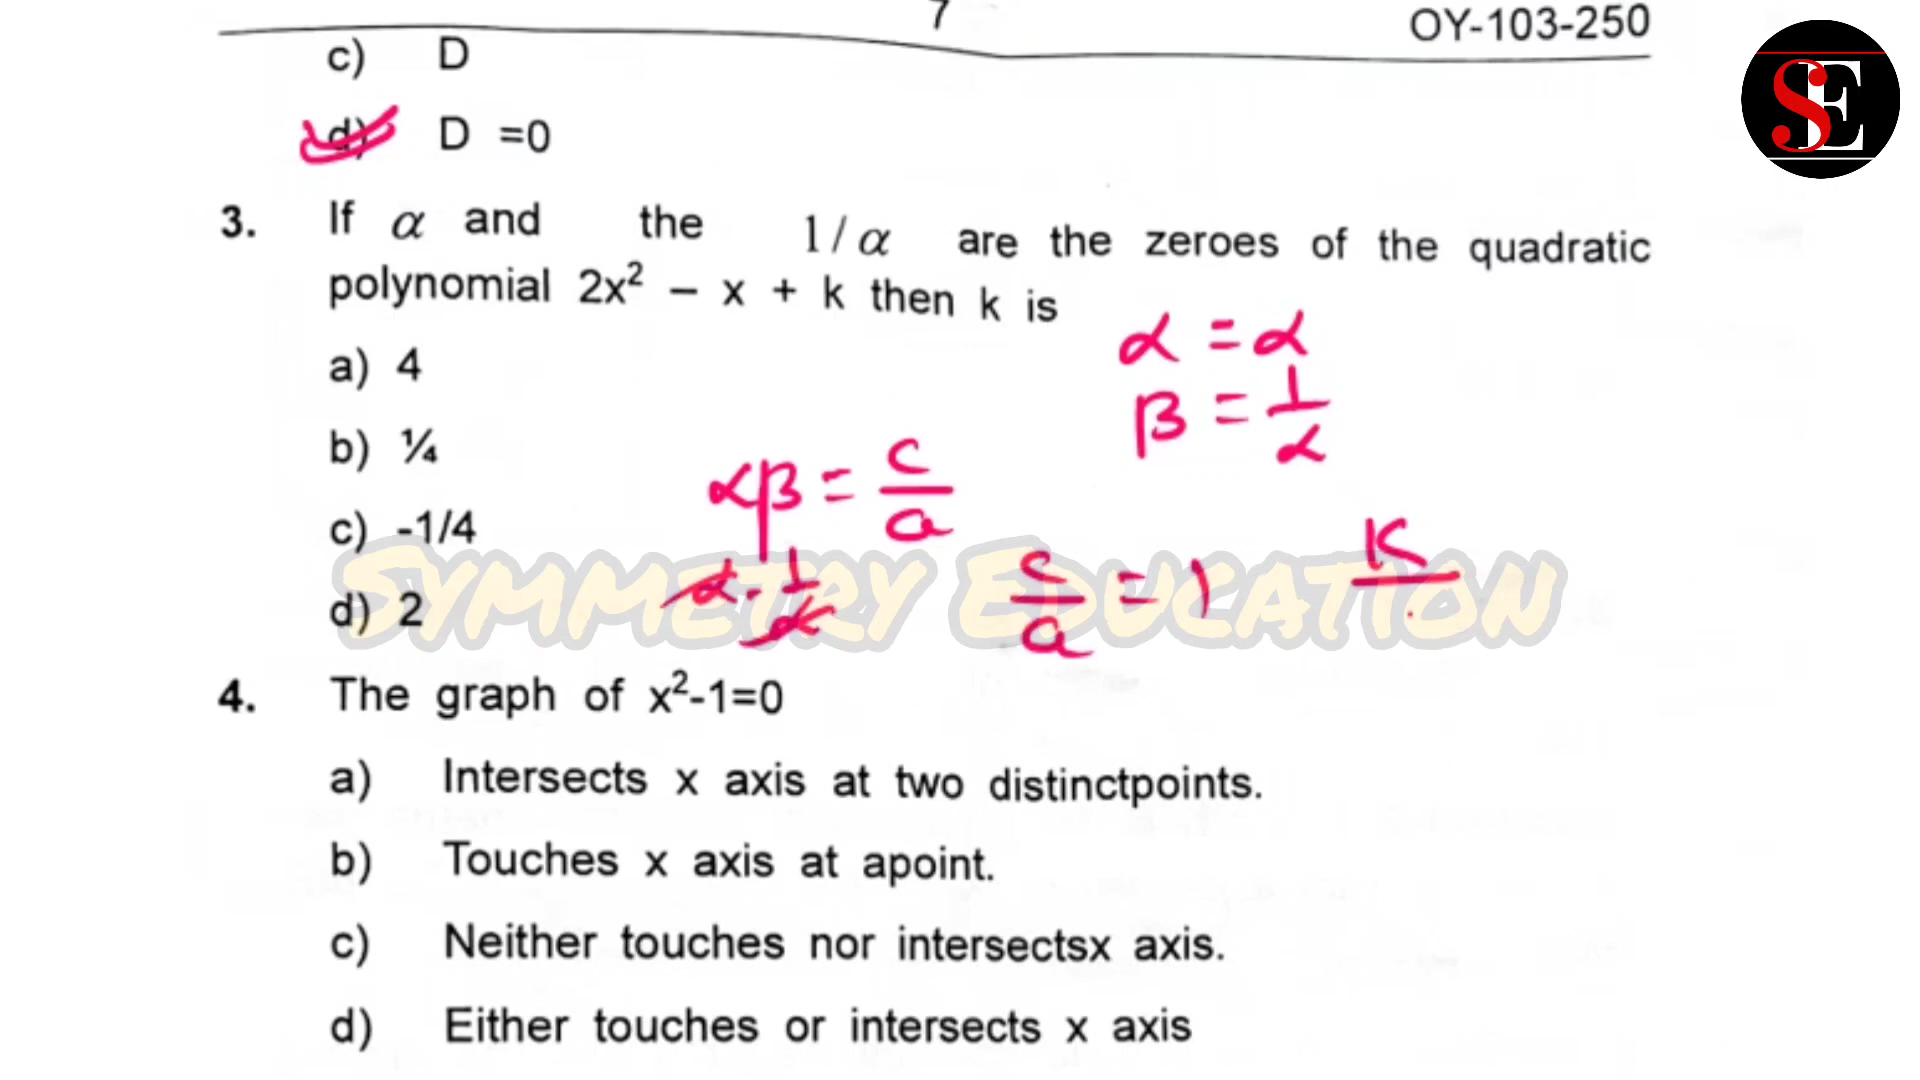 7 OY-103-250
SE
c) D
d) D =0
3. If α and the 1/α are the zeroes of the quadratic
polynomial 2x² – x + k then k is
α = α
a) 4
β = 1/α
b) ¼
αβ = c/a
c) -1/4
α . 1/α c/a = 1 K
SYMMETRY EDUCATION
d) 2
4. The graph of x²-1=0
a) Intersects x axis at two distinctpoints.
b) Touches x axis at apoint.
c) Neither touches nor intersectsx axis.
d) Either touches or intersects x axis